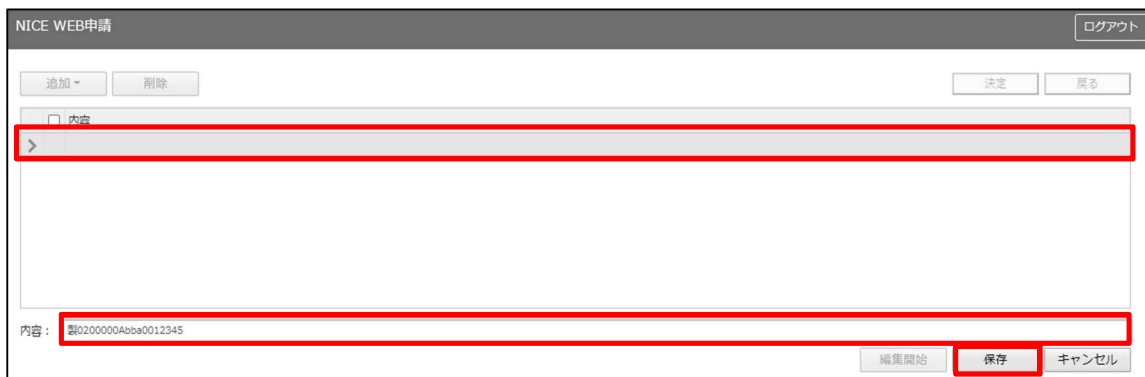 NICE WEB申請 ログアウト
追加 削除 決定 戻る
内容
内容： 製0200000Abba0012345
編集開始 保存 キャンセル